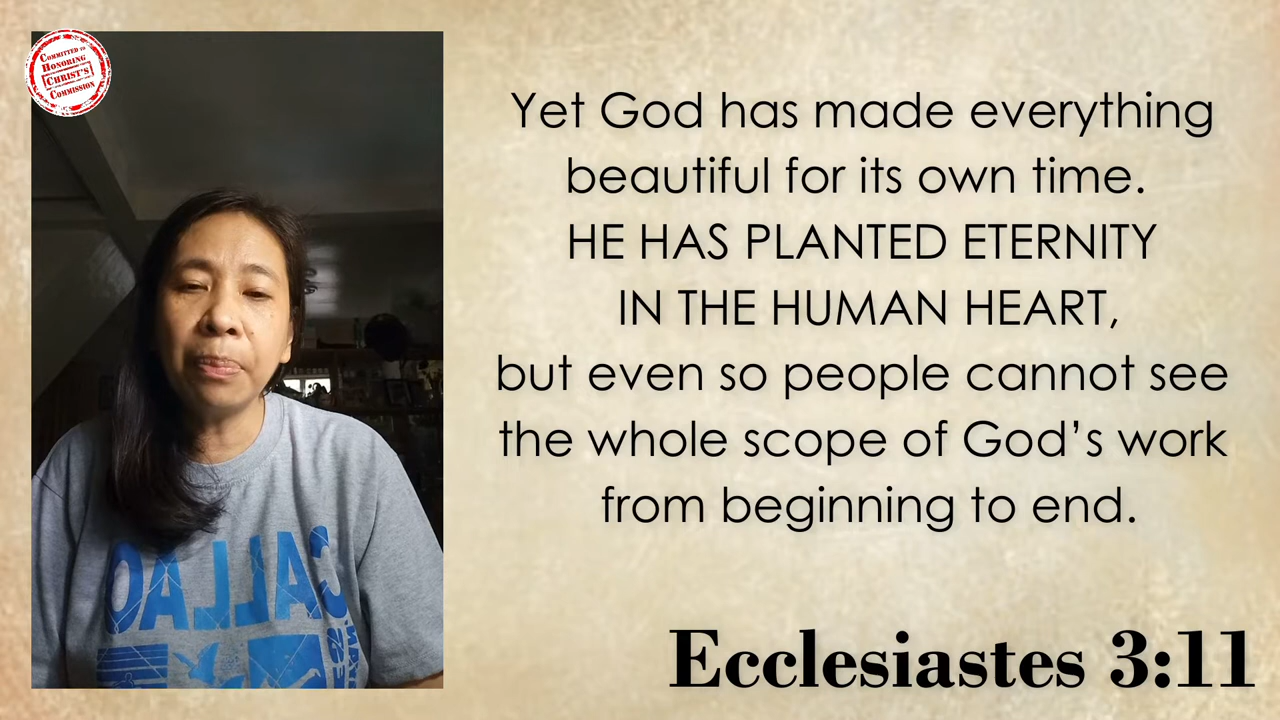 COMMITTED TO
HONORING
CHRIST'S
COMMISSION
Yet God has made everything
beautiful for its own time.
HE HAS PLANTED ETERNITY
IN THE HUMAN HEART,
but even so people cannot see
the whole scope of God’s work
from beginning to end.
Ecclesiastes 3:11
CALLAO